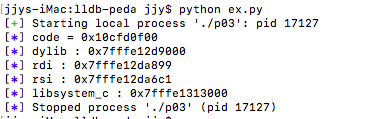 jjys-iMac:lldb-peda jjy$ python ex.py
[+] Starting local process './p03': pid 17127
[*] code = 0x10cfd0f00
[*] dylib : 0x7fffe12d9000
[*] rdi : 0x7fffe12da899
[*] rsi : 0x7fffe12da6c1
[*] libsystem_c : 0x7fffe1313000
[*] Stopped process './p03' (pid 17127)